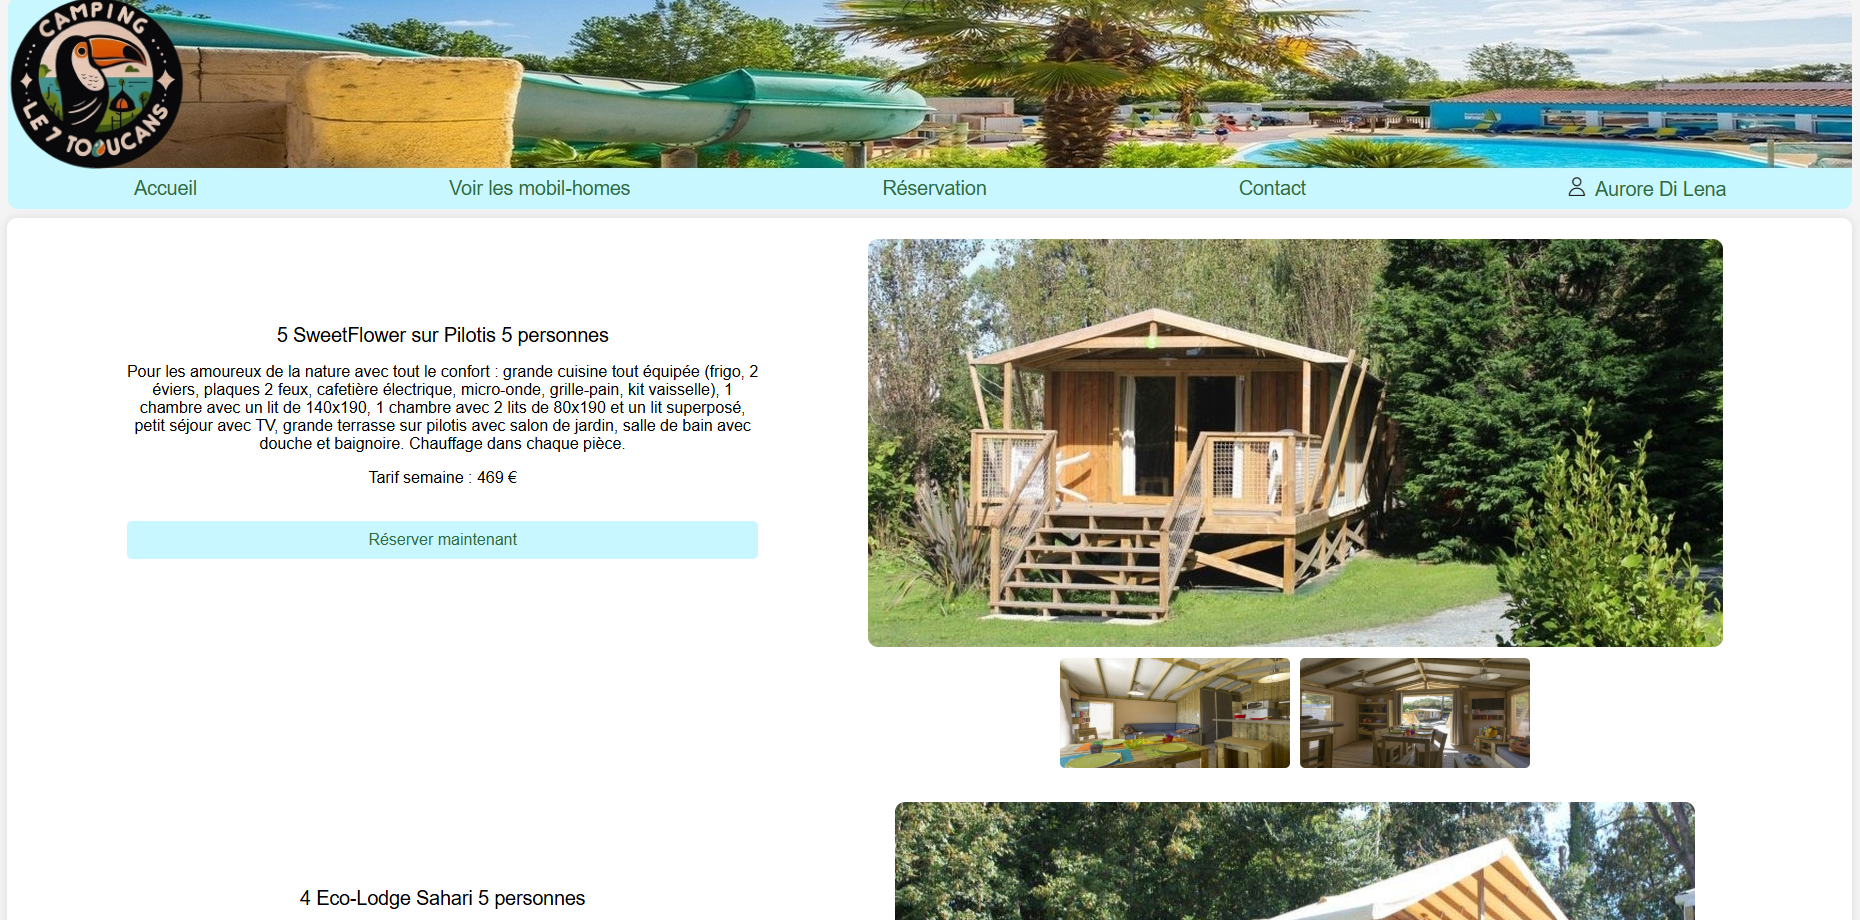 CAMPING
LE 7 TOUCANS
Accueil
Voir les mobil-homes
Réservation
Contact
Aurore Di Lena
5 SweetFlower sur Pilotis 5 personnes
Pour les amoureux de la nature avec tout le confort : grande cuisine tout équipée (frigo, 2
éviers, plaques 2 feux, cafetière électrique, micro-onde, grille-pain, kit vaisselle), 1
chambre avec un lit de 140x190, 1 chambre avec 2 lits de 80x190 et un lit superposé,
petit séjour avec TV, grande terrasse sur pilotis avec salon de jardin, salle de bain avec
douche et baignoire. Chauffage dans chaque pièce.
Tarif semaine : 469 €
Réserver maintenant
4 Eco-Lodge Sahari 5 personnes